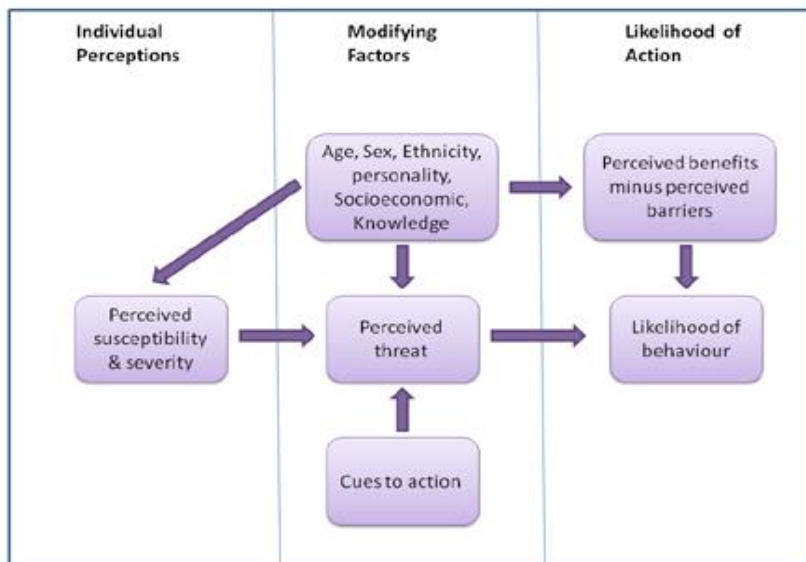 Individual
Perceptions
Modifying
Factors
Likelihood of
Action
Age, Sex, Ethnicity,
personality,
Socioeconomic,
Knowledge
Perceived benefits
minus perceived
barriers
Perceived
susceptibility
& severity
Perceived
threat
Likelihood of
behaviour
Cues to action